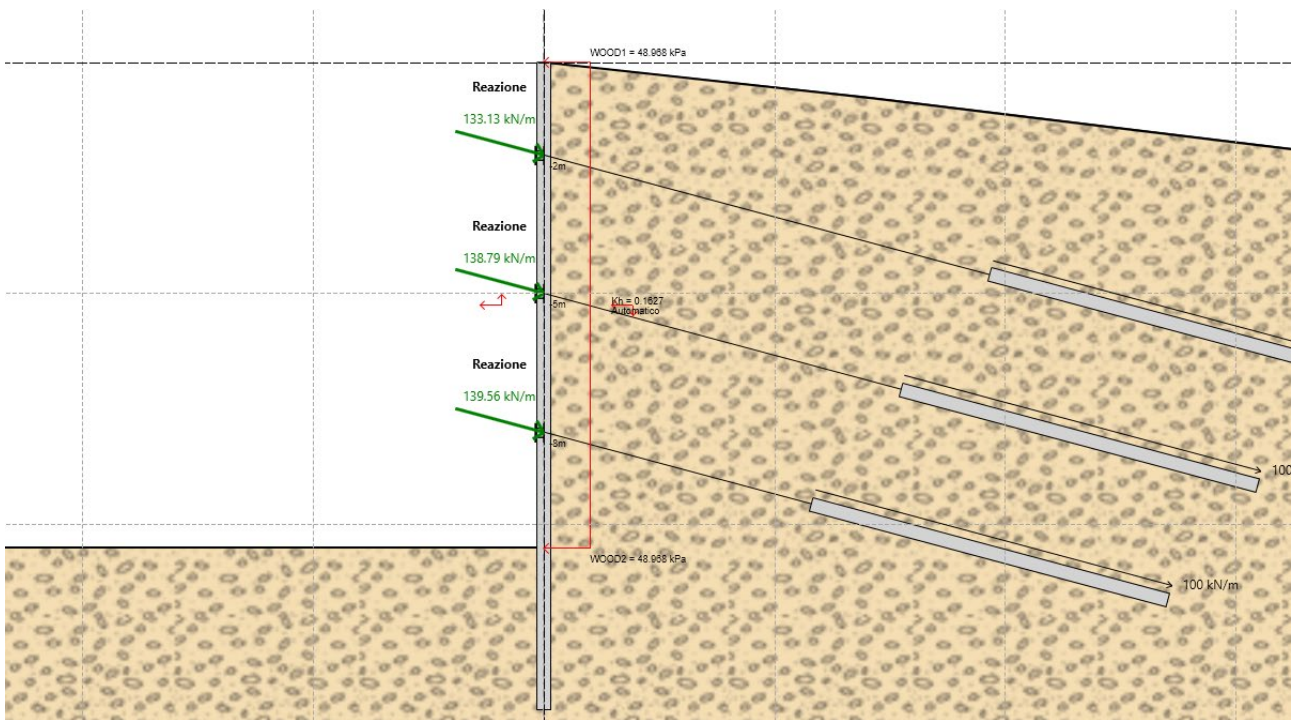 WOOD1 = 48.968 kPa
Reazione
133.13 kN/m
-2m
Reazione
138.79 kN/m
-5m
Kh = 0.1627
Automatico
Reazione
139.56 kN/m
-8m
100
WOOD2 = 48.968 kPa
100 kN/m